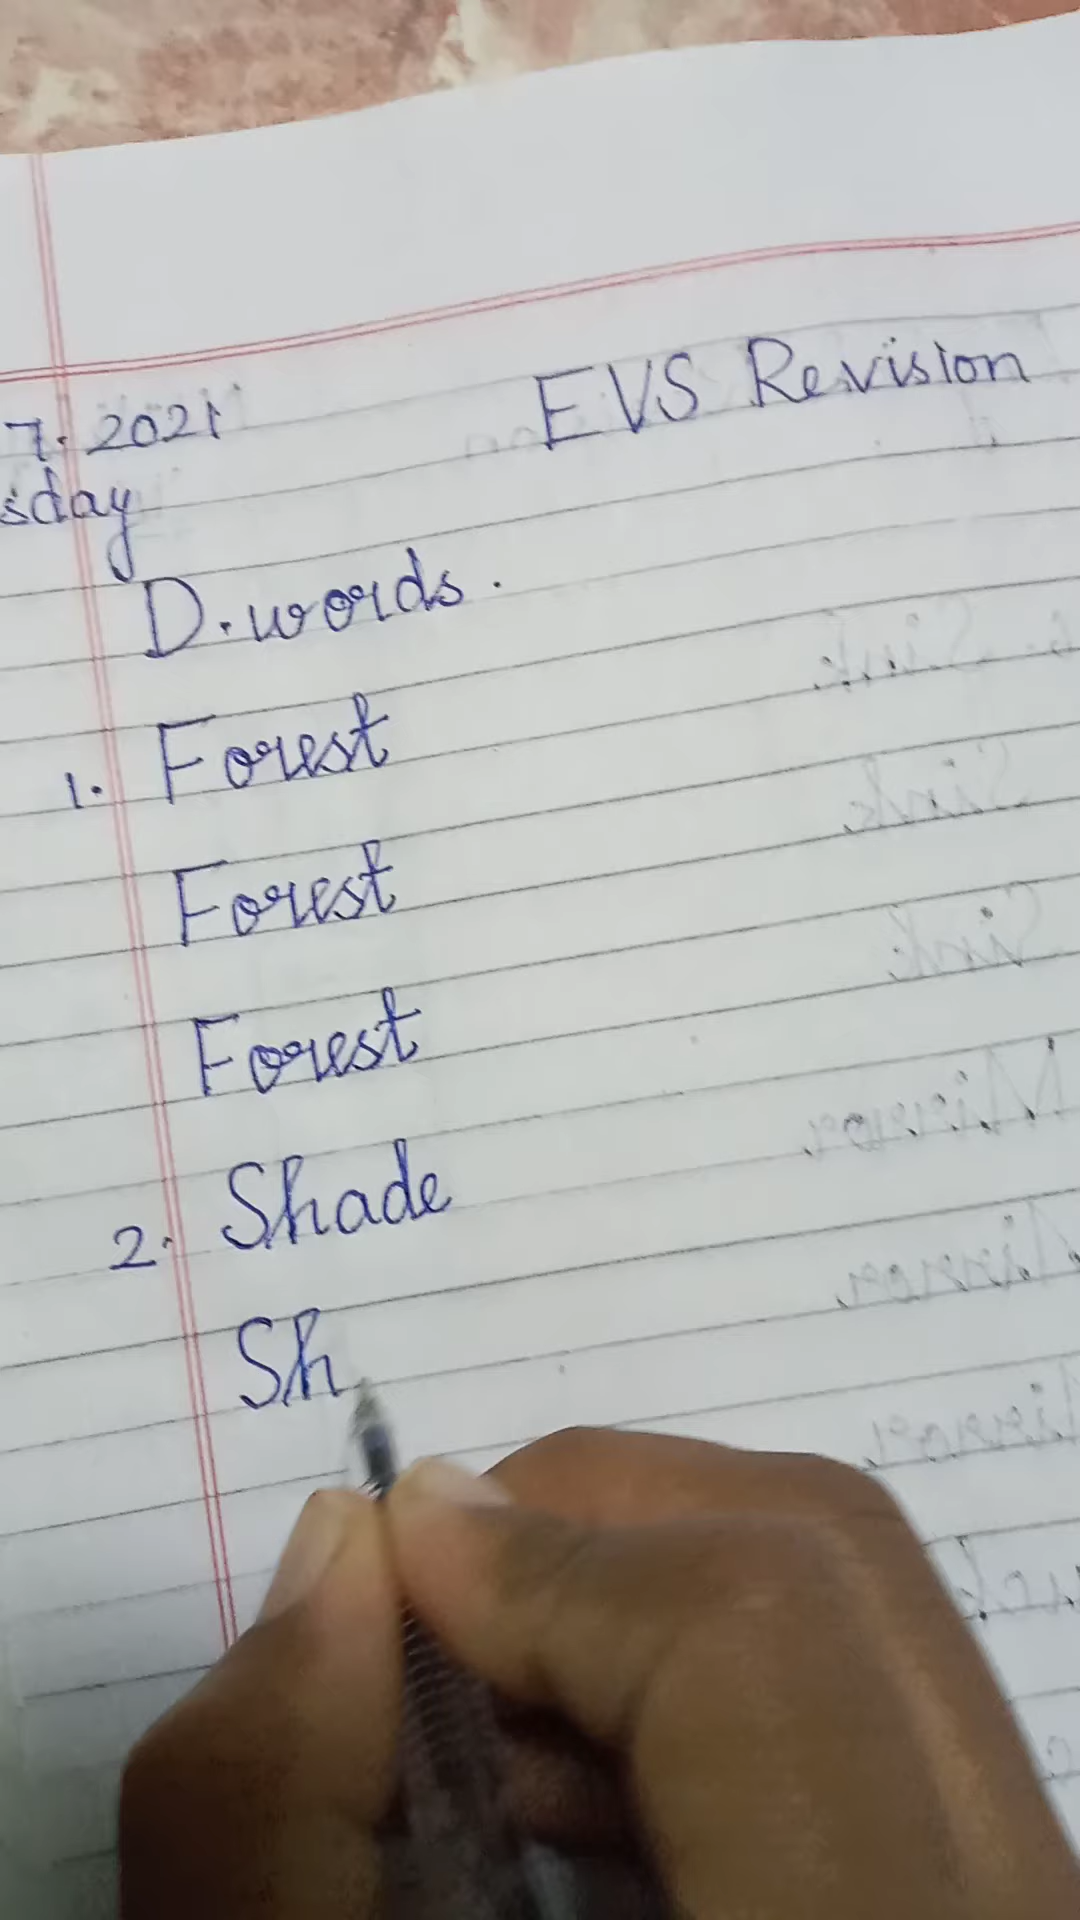 7.2021 EVS Revision
sday
D.words.
1. Forest
Forest
Forest
2. Shade
Sh